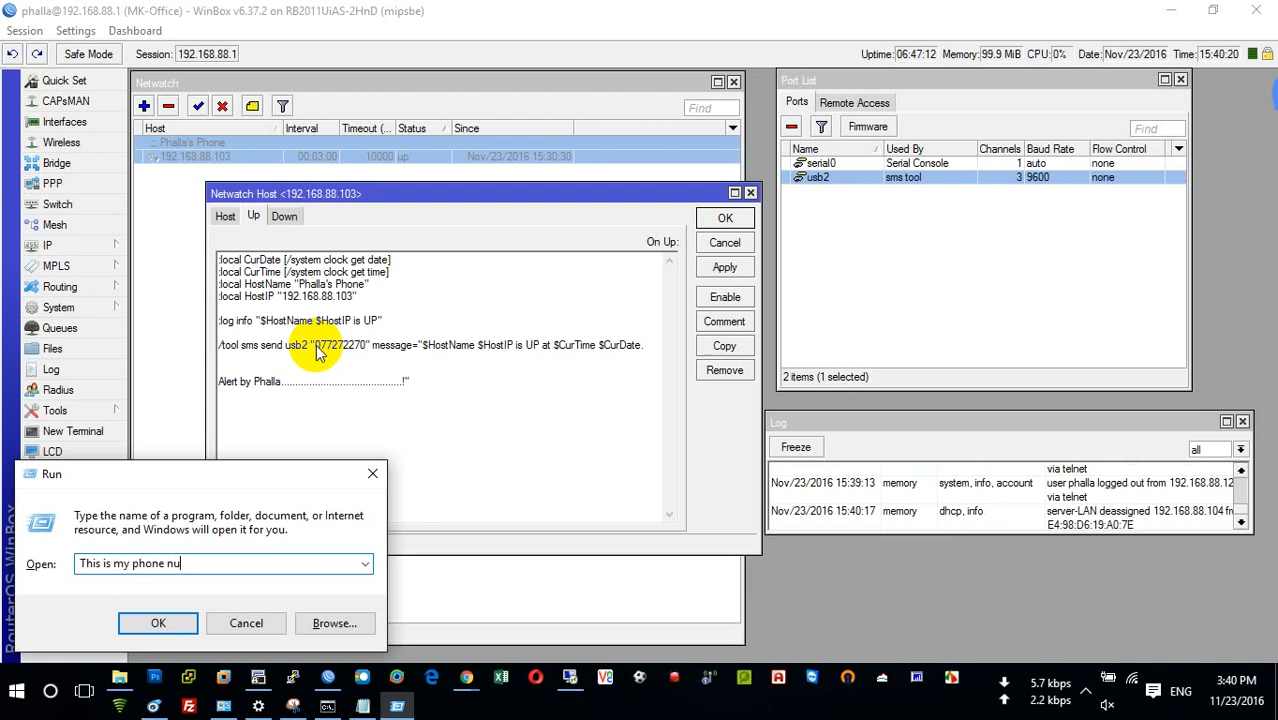 phalla@192.168.88.1 (MK-Office) - WinBox v6.37.2 on RB2011UiAS-2HnD (mipsbe)
Session Settings Dashboard
Safe Mode Session: 192.168.88.1 Uptime: 06:47:12 Memory: 99.9 MiB CPU: 0% Date: Nov/23/2016 Time: 15:40:20
RouterOS WinBox
Quick Set
CAPsMAN
Interfaces
Wireless
Bridge
PPP
Switch
Mesh
IP
MPLS
Routing
System
Queues
Files
Log
Radius
Tools
New Terminal
LCD
Netwatch
Find
Host Interval Timeout (... Status Since
;;; Phalla's Phone
192.168.88.103 00:03:00 10000 up Nov/23/2016 15:30:30
Netwatch Host <192.168.88.103>
Host Up Down
On Up:
:local CurDate [/system clock get date]
:local CurTime [/system clock get time]
:local HostName "Phalla's Phone"
:local HostIP "192.168.88.103"
:log info "$HostName $HostIP is UP"
/tool sms send usb2 "077272270" message="$HostName $HostIP is UP at $CurTime $CurDate.
Alert by Phalla............................................!"
OK
Cancel
Apply
Enable
Comment
Copy
Remove
Port List
Ports Remote Access
Firmware Find
Name Used By Channels Baud Rate Flow Control
serial0 Serial Console 1 auto none
usb2 sms tool 3 9600 none
2 items (1 selected)
Log
Freeze all
via telnet
Nov/23/2016 15:39:13 memory system, info, account user phalla logged out from 192.168.88.12
via telnet
Nov/23/2016 15:40:17 memory dhcp, info server-LAN deassigned 192.168.88.104 fro
E4:98:D6:19:A0:7E
Run
Type the name of a program, folder, document, or Internet
resource, and Windows will open it for you.
Open: This is my phone nu
OK Cancel Browse...
5.7 kbps
2.2 kbps
ENG
3:40 PM
11/23/2016